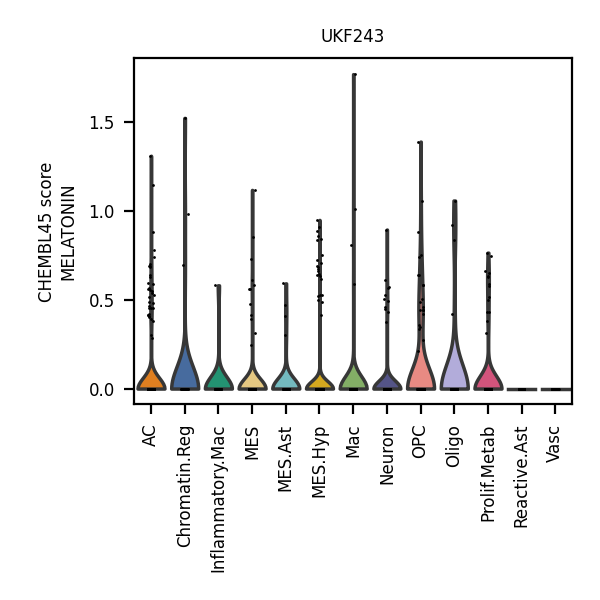 UKF243
CHEMBL45 score
MELATONIN
1.5
1.0
0.5
0.0
AC
Chromatin.Reg
Inflammatory.Mac
MES
MES.Ast
MES.Hyp
Mac
Neuron
OPC
Oligo
Prolif.Metab
Reactive.Ast
Vasc